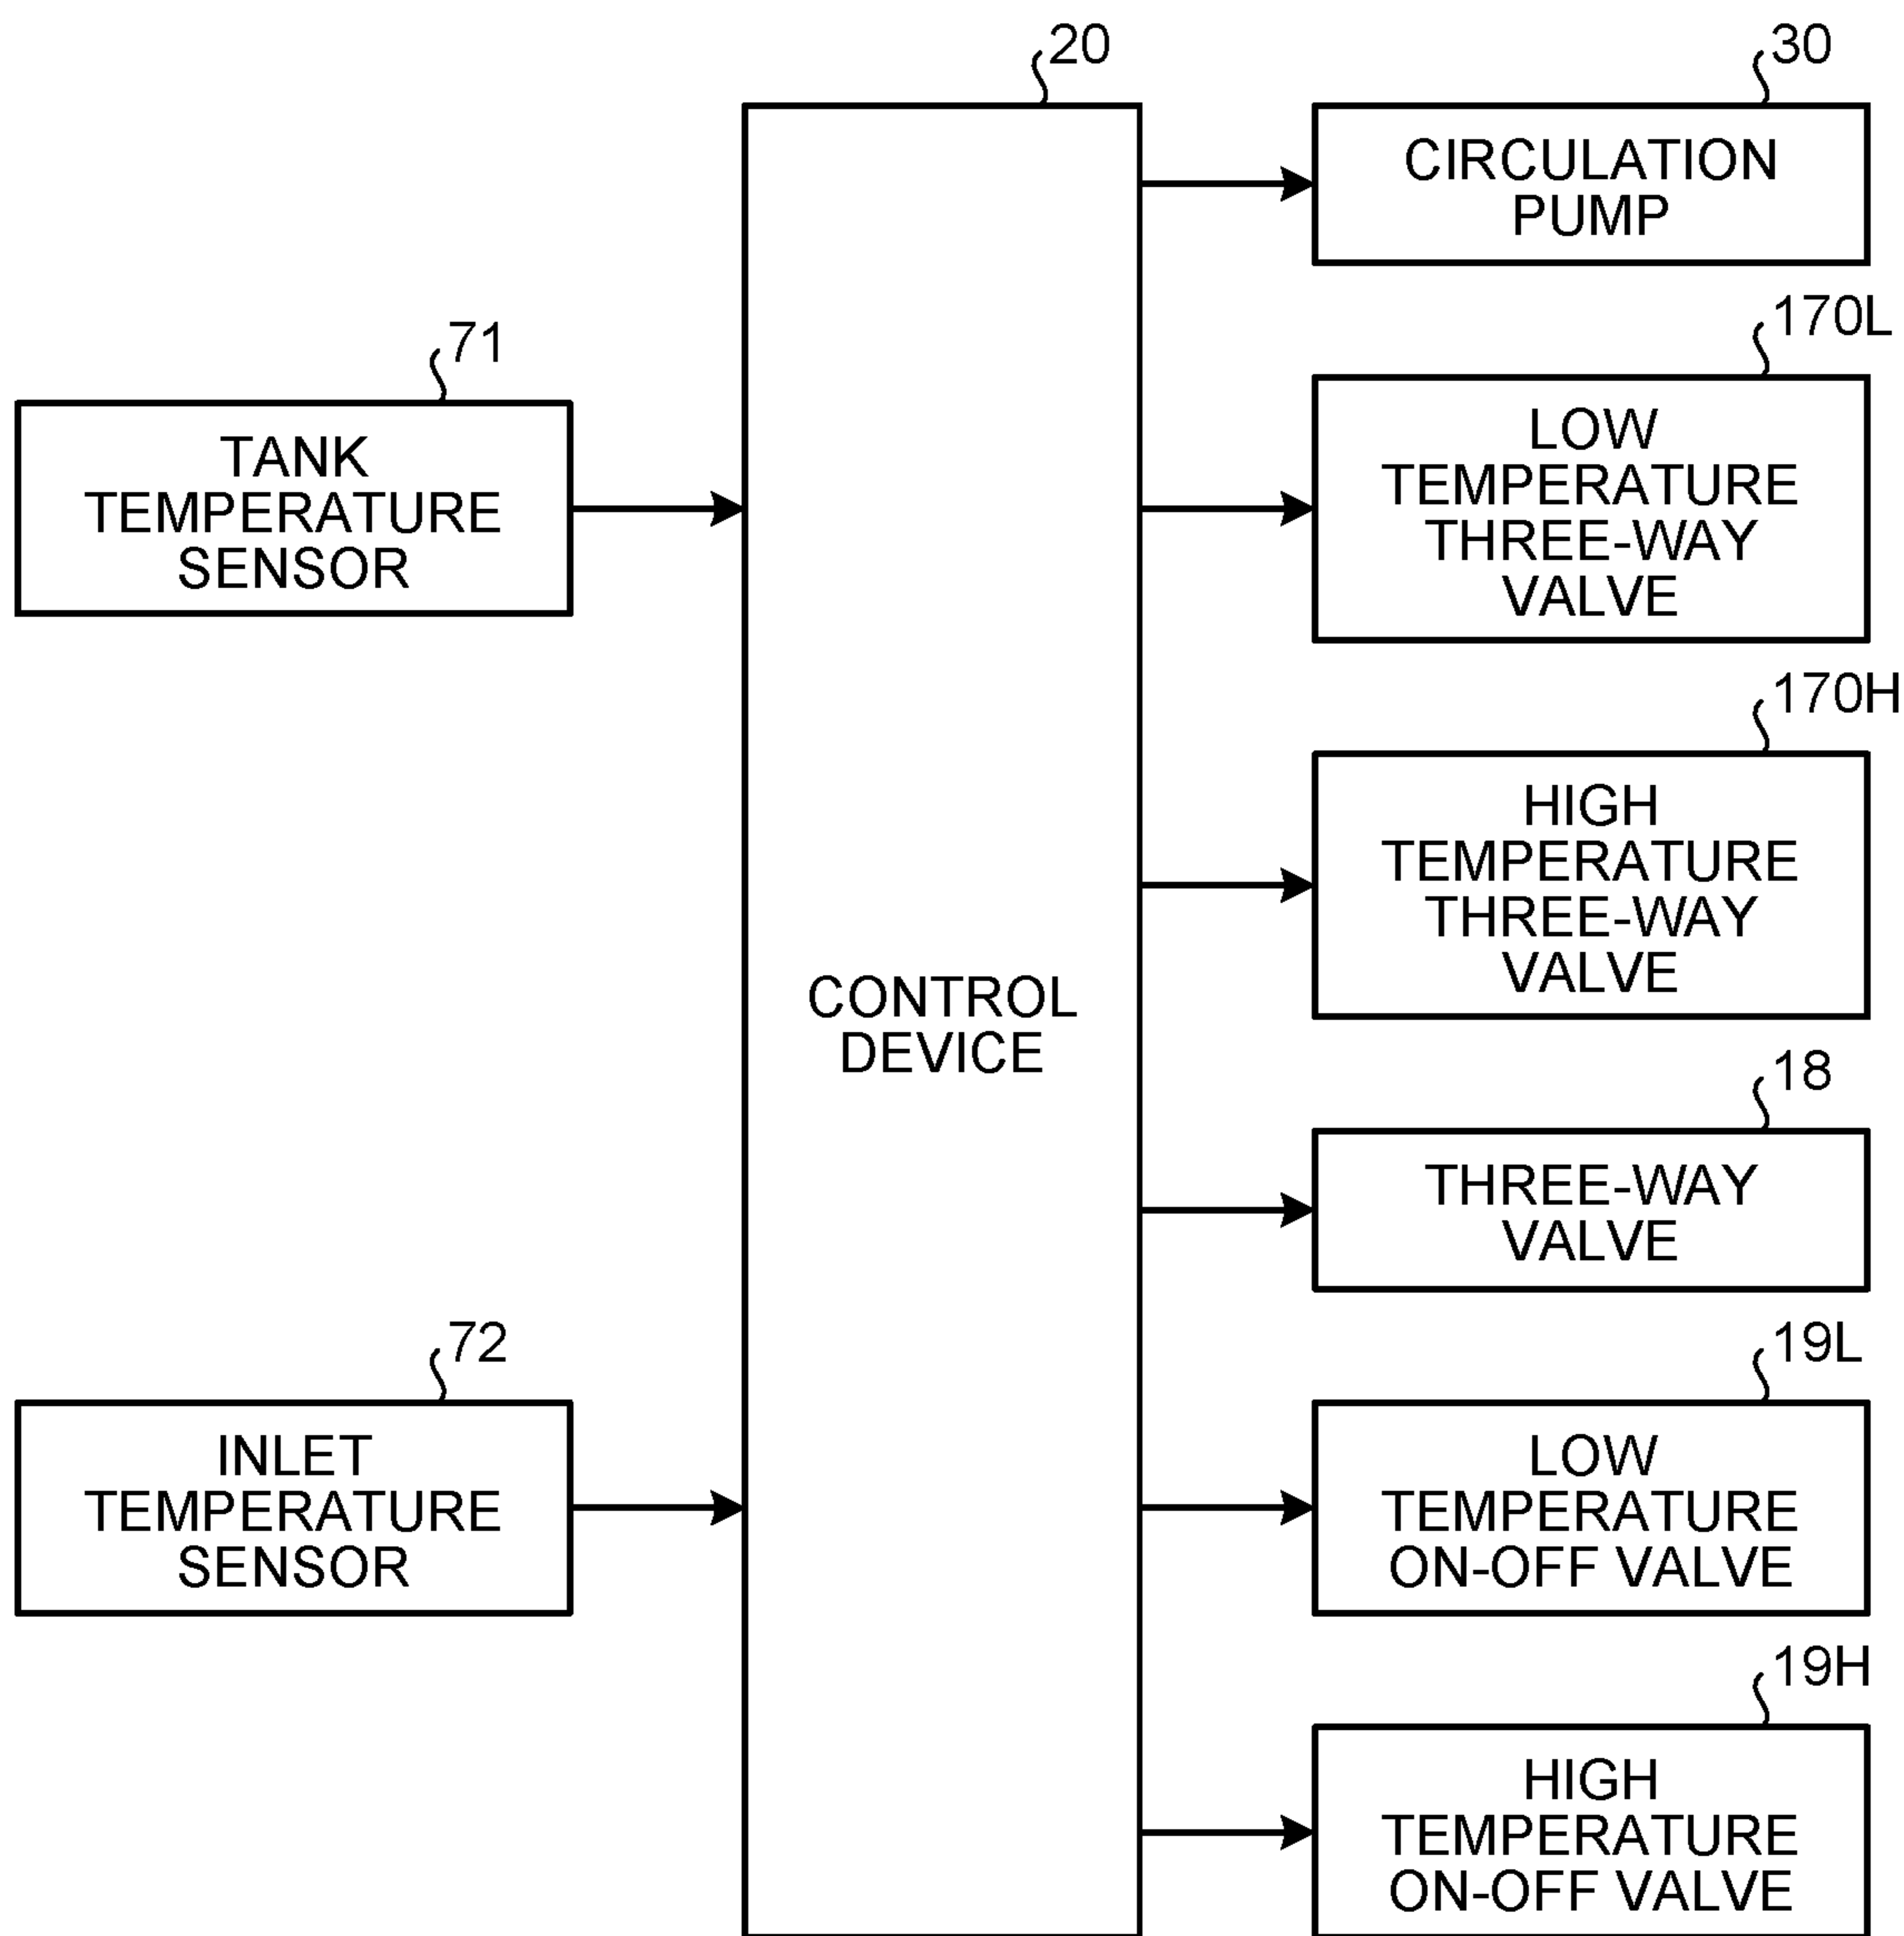 20
30
CIRCULATION
PUMP
71
TANK
TEMPERATURE
SENSOR
170L
LOW
TEMPERATURE
THREE-WAY
VALVE
170H
HIGH
TEMPERATURE
THREE-WAY
VALVE
CONTROL
DEVICE
18
THREE-WAY
VALVE
72
INLET
TEMPERATURE
SENSOR
19L
LOW
TEMPERATURE
ON-OFF VALVE
19H
HIGH
TEMPERATURE
ON-OFF VALVE